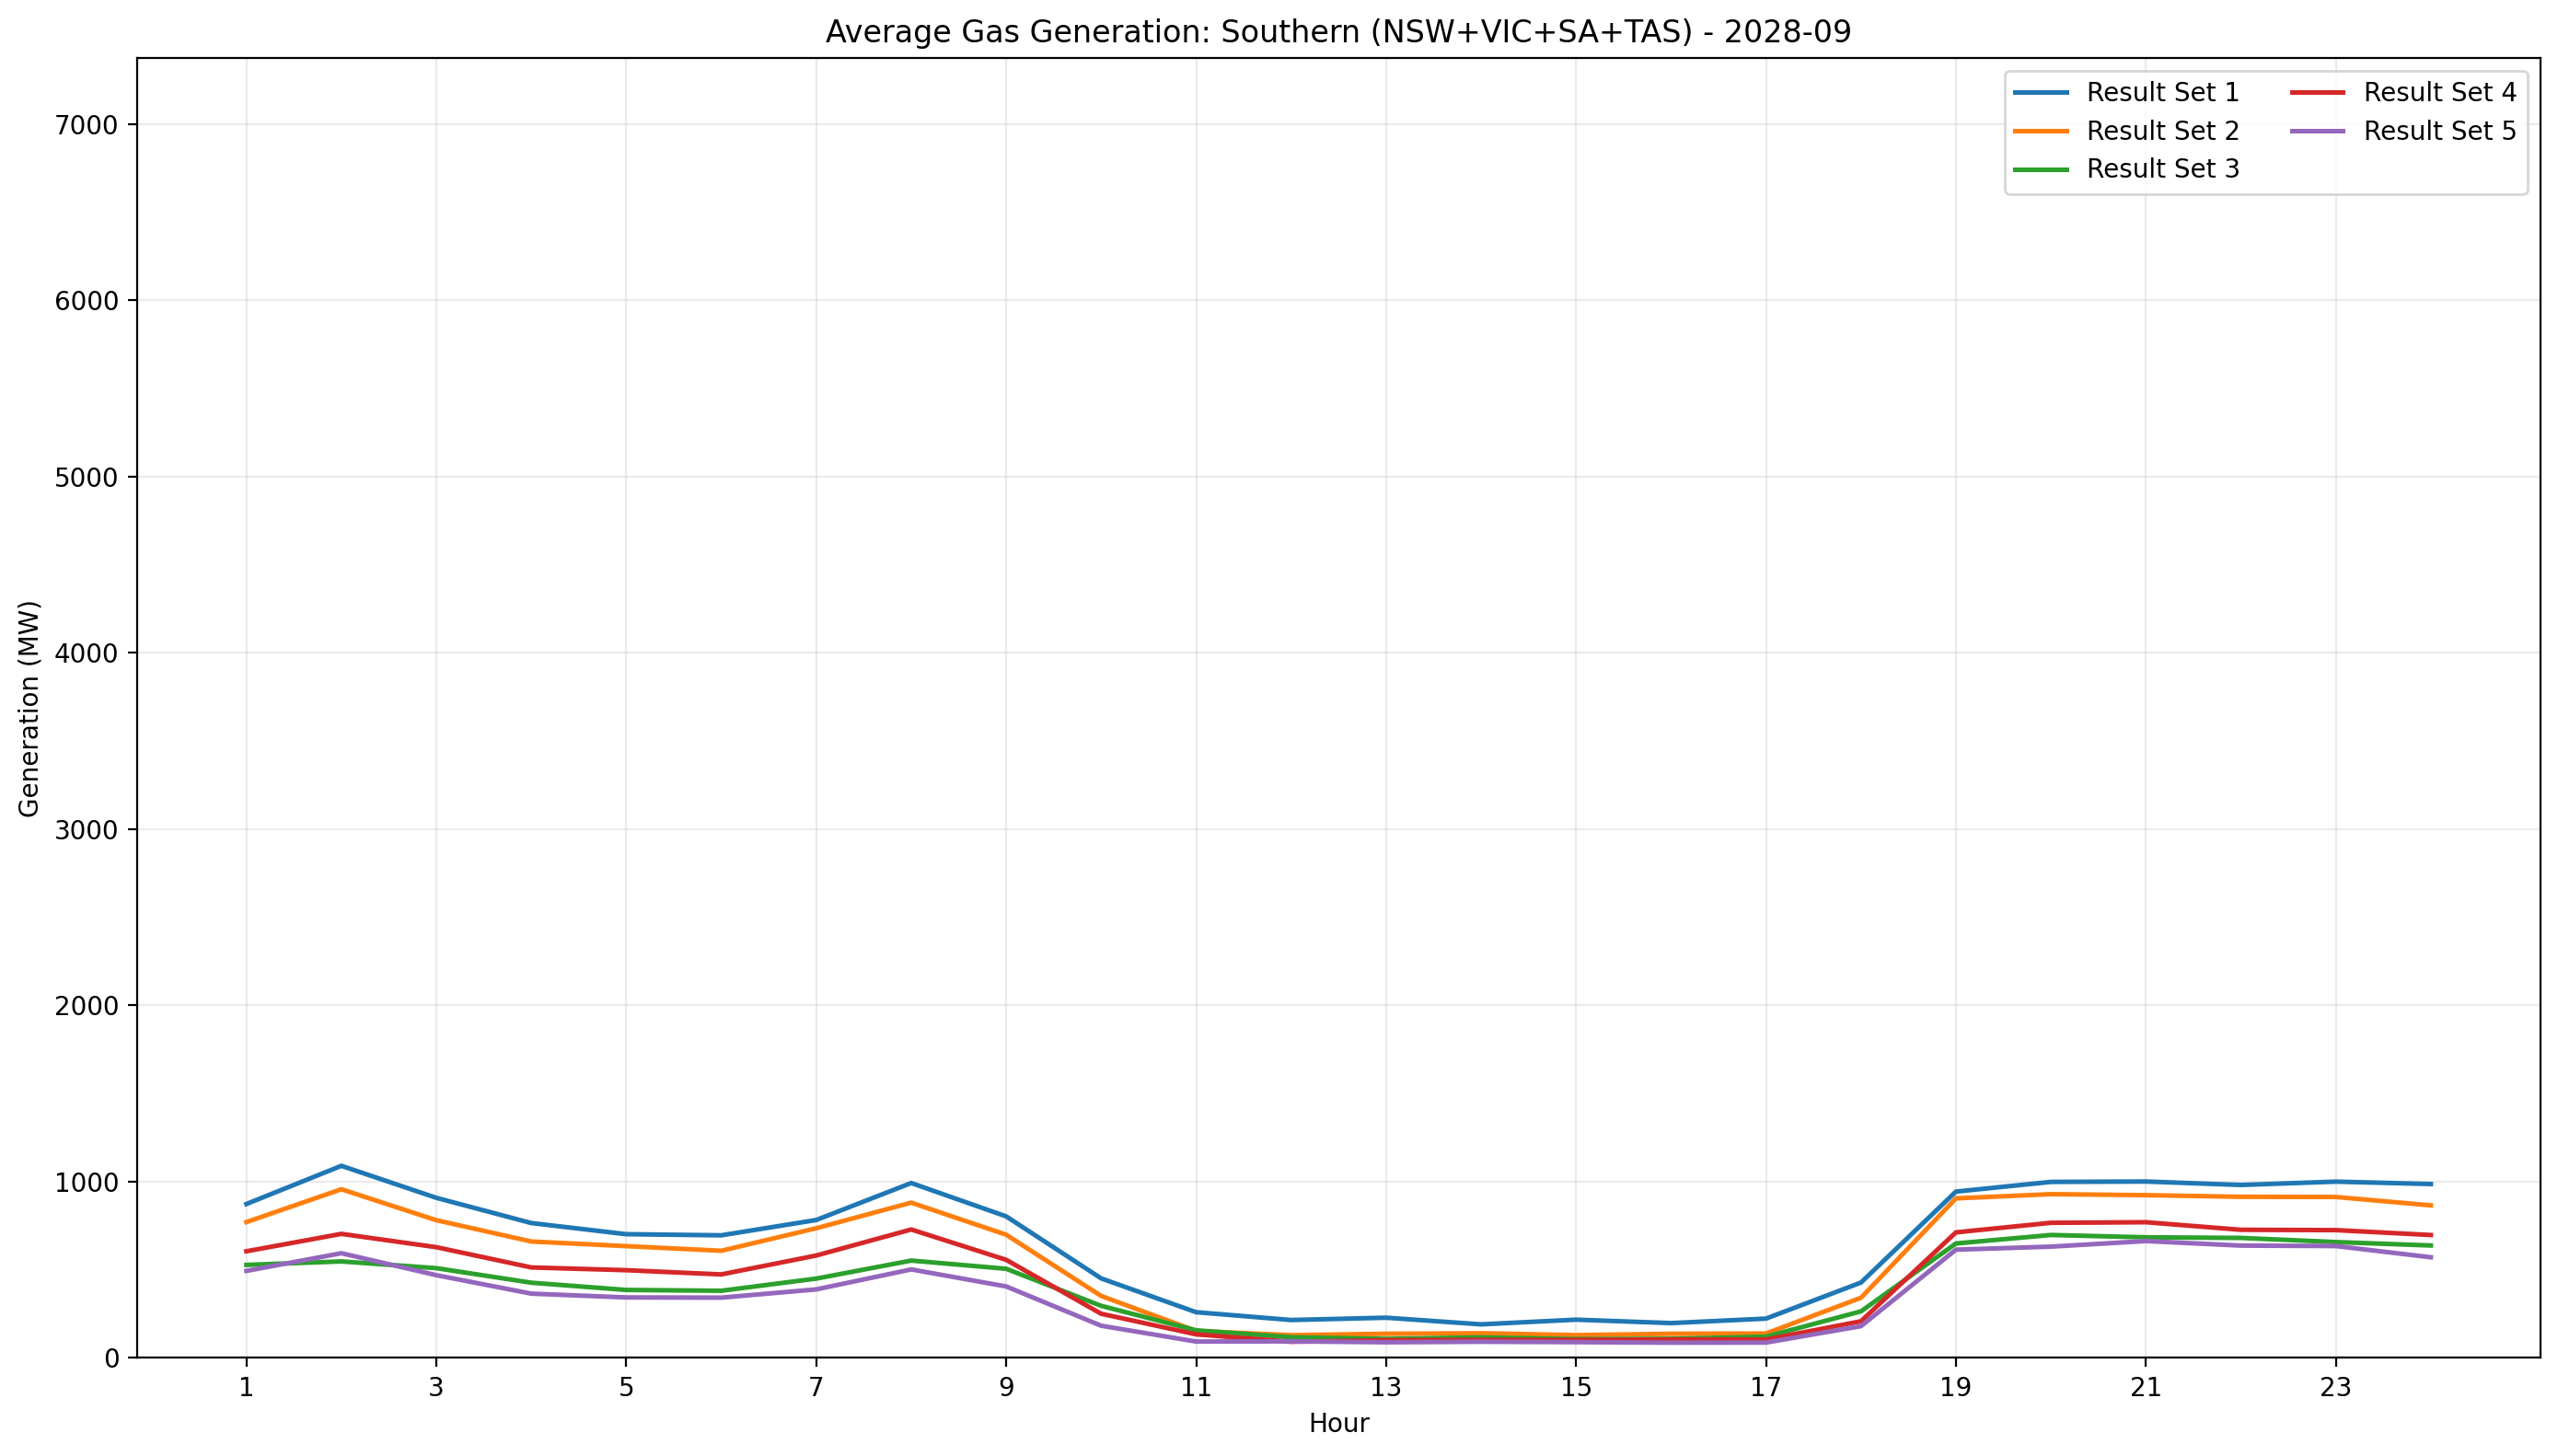 Average Gas Generation: Southern (NSW+VIC+SA+TAS) - 2028-09
Result Set 1
Result Set 2
Result Set 3
Result Set 4
Result Set 5
Generation (MW)
7000
6000
5000
4000
3000
2000
1000
0
1 3 5 7 9 11 13 15 17 19 21 23
Hour